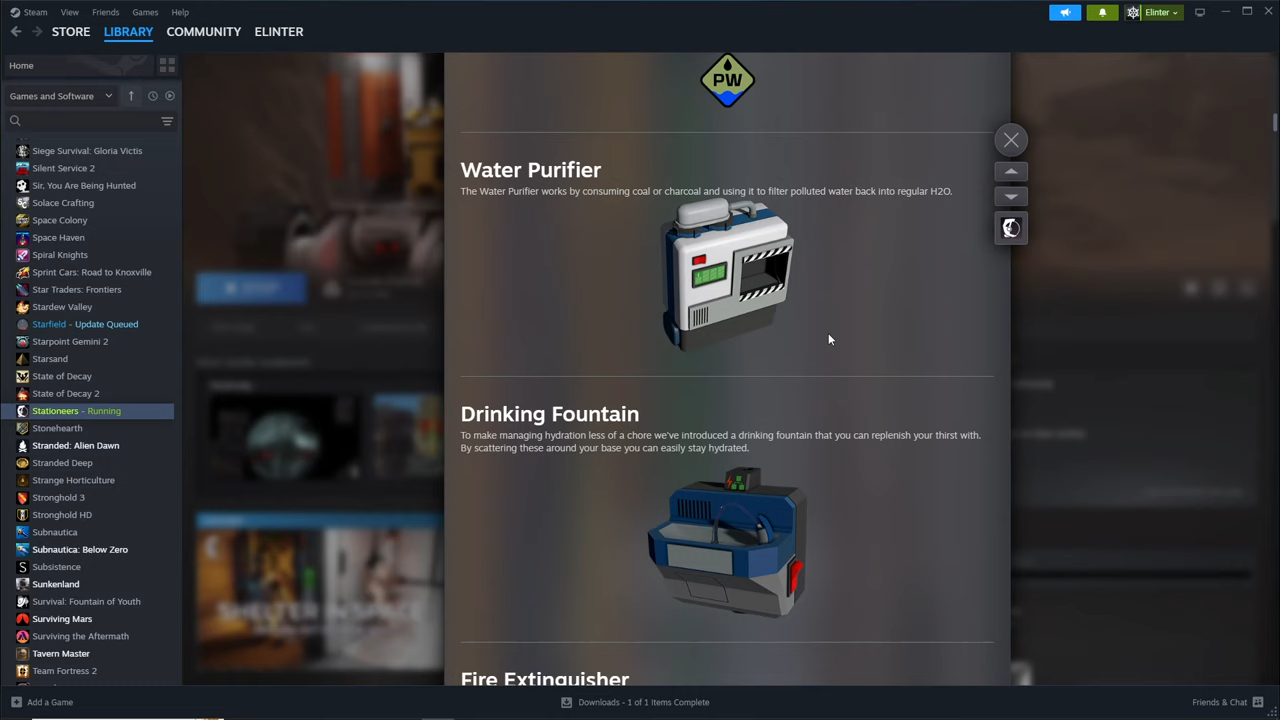 Steam
View
Friends
Games
Help
Elinter
STORE
LIBRARY
COMMUNITY
ELINTER
Home
Games and Software
Siege Survival: Gloria Victis
Silent Service 2
Sir, You Are Being Hunted
Solace Crafting
Space Colony
Space Haven
Spiral Knights
Sprint Cars: Road to Knoxville
Star Traders: Frontiers
Stardew Valley
Starfield - Update Queued
Starpoint Gemini 2
Starsand
State of Decay
State of Decay 2
Stationeers - Running
Stonehearth
Stranded: Alien Dawn
Stranded Deep
Strange Horticulture
Stronghold 3
Stronghold HD
Subnautica
Subnautica: Below Zero
Subsistence
Sunkenland
Survival: Fountain of Youth
Surviving Mars
Surviving the Aftermath
Tavern Master
Team Fortress 2
SHELTER IN SPACE
PW
Water Purifier
The Water Purifier works by consuming coal or charcoal and using it to filter polluted water back into regular H2O.
Drinking Fountain
To make managing hydration less of a chore we've introduced a drinking fountain that you can replenish your thirst with.
By scattering these around your base you can easily stay hydrated.
Fire Extinguisher
Add a Game
Downloads - 1 of 1 Items Complete
Friends & Chat